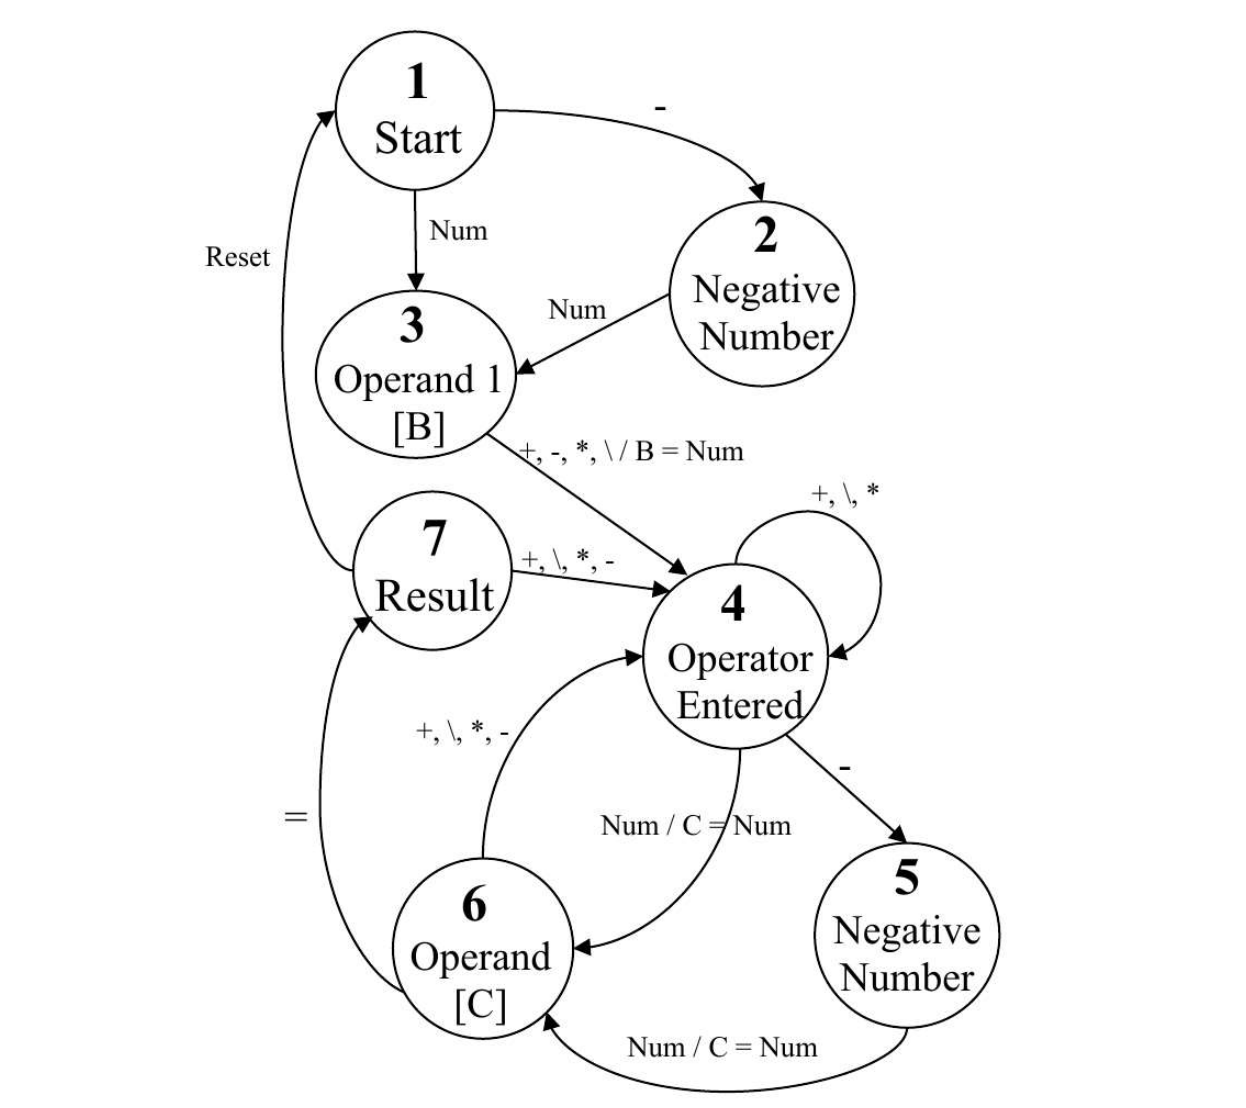 1
Start
-
Num
Reset
2
Negative
Number
Num
3
Operand 1
[B]
+, -, *, \ / B = Num
+, \, *
7
Result
+, \, *, -
4
Operator
Entered
+, \, *, -
-
=
Num / C = Num
5
Negative
Number
6
Operand
[C]
Num / C = Num